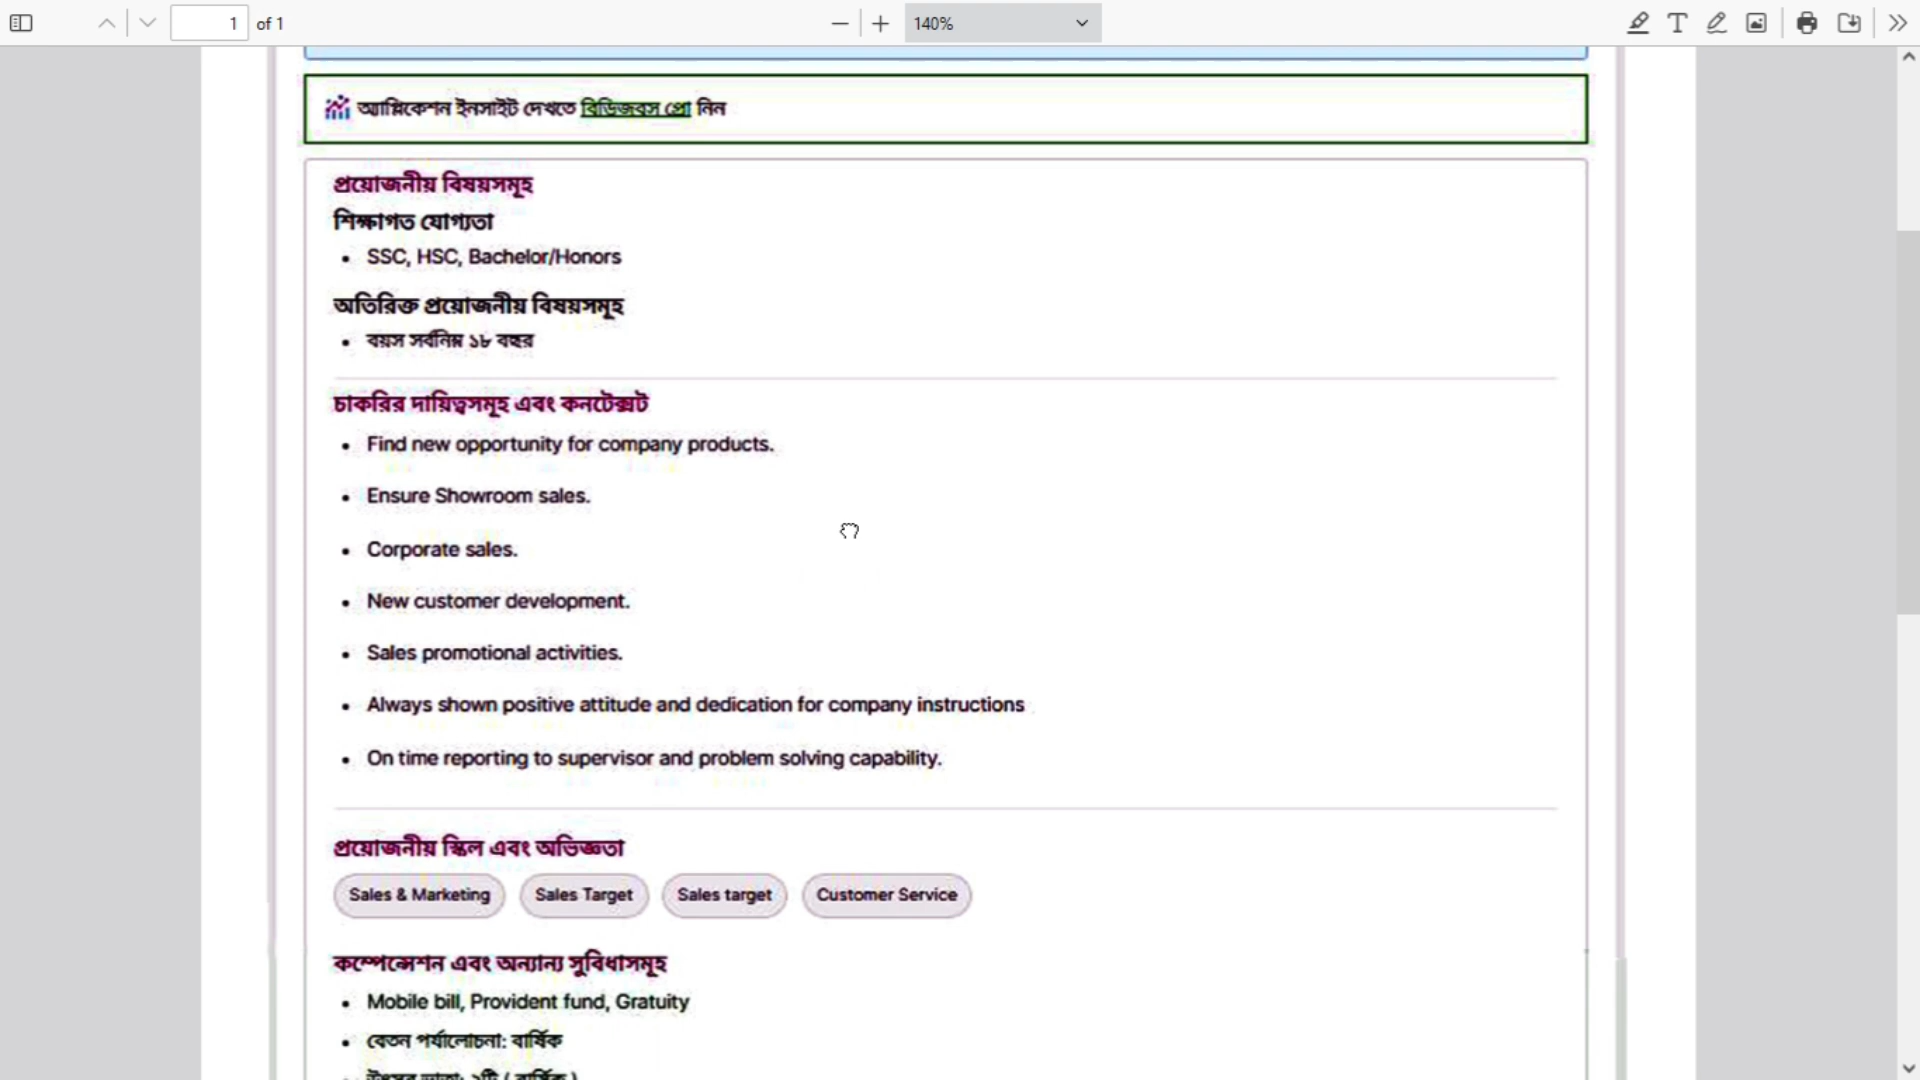 1 of 1 140%
অ্যাপ্লিকেশন ইনসাইট দেখতে বিডিজবস প্রো নিন
প্রয়োজনীয় বিষয়সমূহ
শিক্ষাগত যোগ্যতা
SSC, HSC, Bachelor/Honors
অতিরিক্ত প্রয়োজনীয় বিষয়সমূহ
বয়স সর্বনিম্ন ১৮ বছর
চাকরির দায়িত্বসমূহ এবং কনটেক্সট
Find new opportunity for company products.
Ensure Showroom sales.
Corporate sales.
New customer development.
Sales promotional activities.
Always shown positive attitude and dedication for company instructions
On time reporting to supervisor and problem solving capability.
প্রয়োজনীয় স্কিল এবং অভিজ্ঞতা
Sales & Marketing Sales Target Sales target Customer Service
কম্পেন্সেশন এবং অন্যান্য সুবিধাসমূহ
Mobile bill, Provident fund, Gratuity
বেতন পর্যালোচনা: বার্ষিক
উৎসব ভাতা: ২টি ( বার্ষিক )